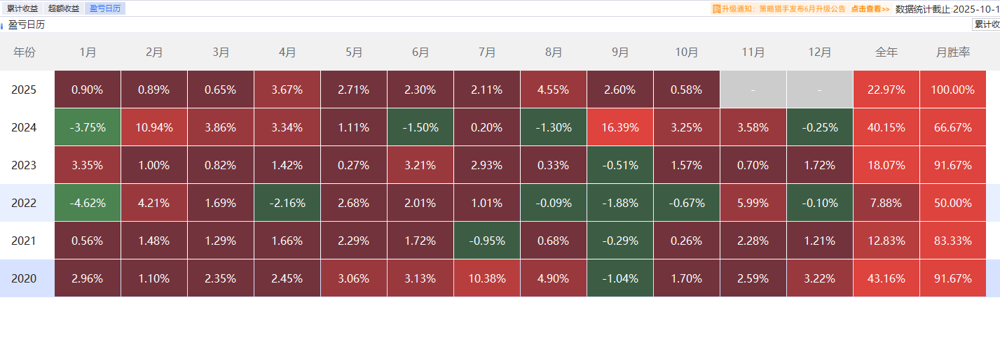 累计收益 超额收益 盈亏日历 新 升级通知：策略猎手发布6月升级公告 点击查看>> 数据统计截止:2025-10-1
盈亏日历 累计收
年份 1月 2月 3月 4月 5月 6月 7月 8月 9月 10月 11月 12月 全年 月胜率
2025 0.90% 0.89% 0.65% 3.67% 2.71% 2.30% 2.11% 4.55% 2.60% 0.58% - - 22.97% 100.00%
2024 -3.75% 10.94% 3.86% 3.34% 1.11% -1.50% 0.20% -1.30% 16.39% 3.25% 3.58% -0.25% 40.15% 66.67%
2023 3.35% 1.00% 0.82% 1.42% 0.27% 3.21% 2.93% 0.33% -0.51% 1.57% 0.70% 1.72% 18.07% 91.67%
2022 -4.62% 4.21% 1.69% -2.16% 2.68% 2.01% 1.01% -0.09% -1.88% -0.67% 5.99% -0.10% 7.88% 50.00%
2021 0.56% 1.48% 1.29% 1.66% 2.29% 1.72% -0.95% 0.68% -0.29% 0.26% 2.28% 1.21% 12.83% 83.33%
2020 2.96% 1.10% 2.35% 2.45% 3.06% 3.13% 10.38% 4.90% -1.04% 1.70% 2.59% 3.22% 43.16% 91.67%